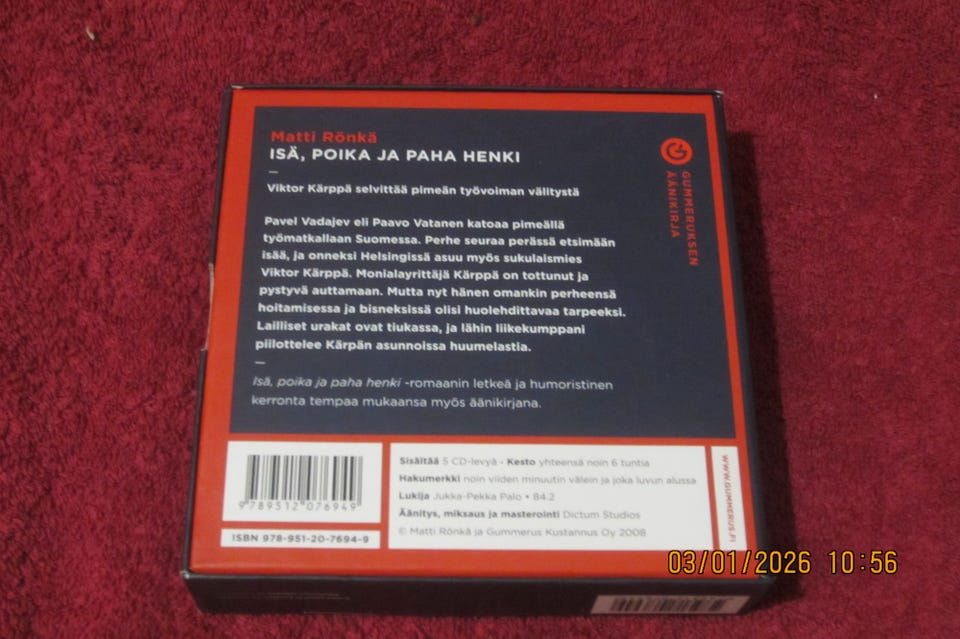 Matti Rönkä
ISÄ, POIKA JA PAHA HENKI
Viktor Kärppä selvittää pimeän työvoiman välitystä
Pavel Vadajev eli Paavo Vatanen katoaa pimeällä
työmatkallaan Suomessa. Perhe seuraa perässä etsimään
isää, ja onneksi Helsingissä asuu myös sukulaismies
Viktor Kärppä. Monialayrittäjä Kärppä on tottunut ja
pystyvä auttamaan. Mutta nyt hänen omankin perheensä
hoitamisessa ja bisneksissä olisi huolehdittavaa tarpeeksi.
Lailliset urakat ovat tiukassa, ja lähin liikekumppani
piilottelee Kärpän asunnoissa huumelastia.
Isä, poika ja paha henki -romaanin letkeä ja humoristinen
kerronta tempaa mukaansa myös äänikirjana.
GUMMERUKSEN
ÄÄNIKIRJA
9789512076949
ISBN 978-951-20-7694-9
Sisältää 5 CD-levyä • Kesto yhteensä noin 6 tuntia
Hakumerkki noin viiden minuutin välein ja joka luvun alussa
Lukija Jukka-Pekka Palo • 84.2
Äänitys, miksaus ja masterointi Dictum Studios
© Matti Rönkä ja Gummerus Kustannus Oy 2008
WWW.GUMMERUS.FI
03/01/2026 10:56